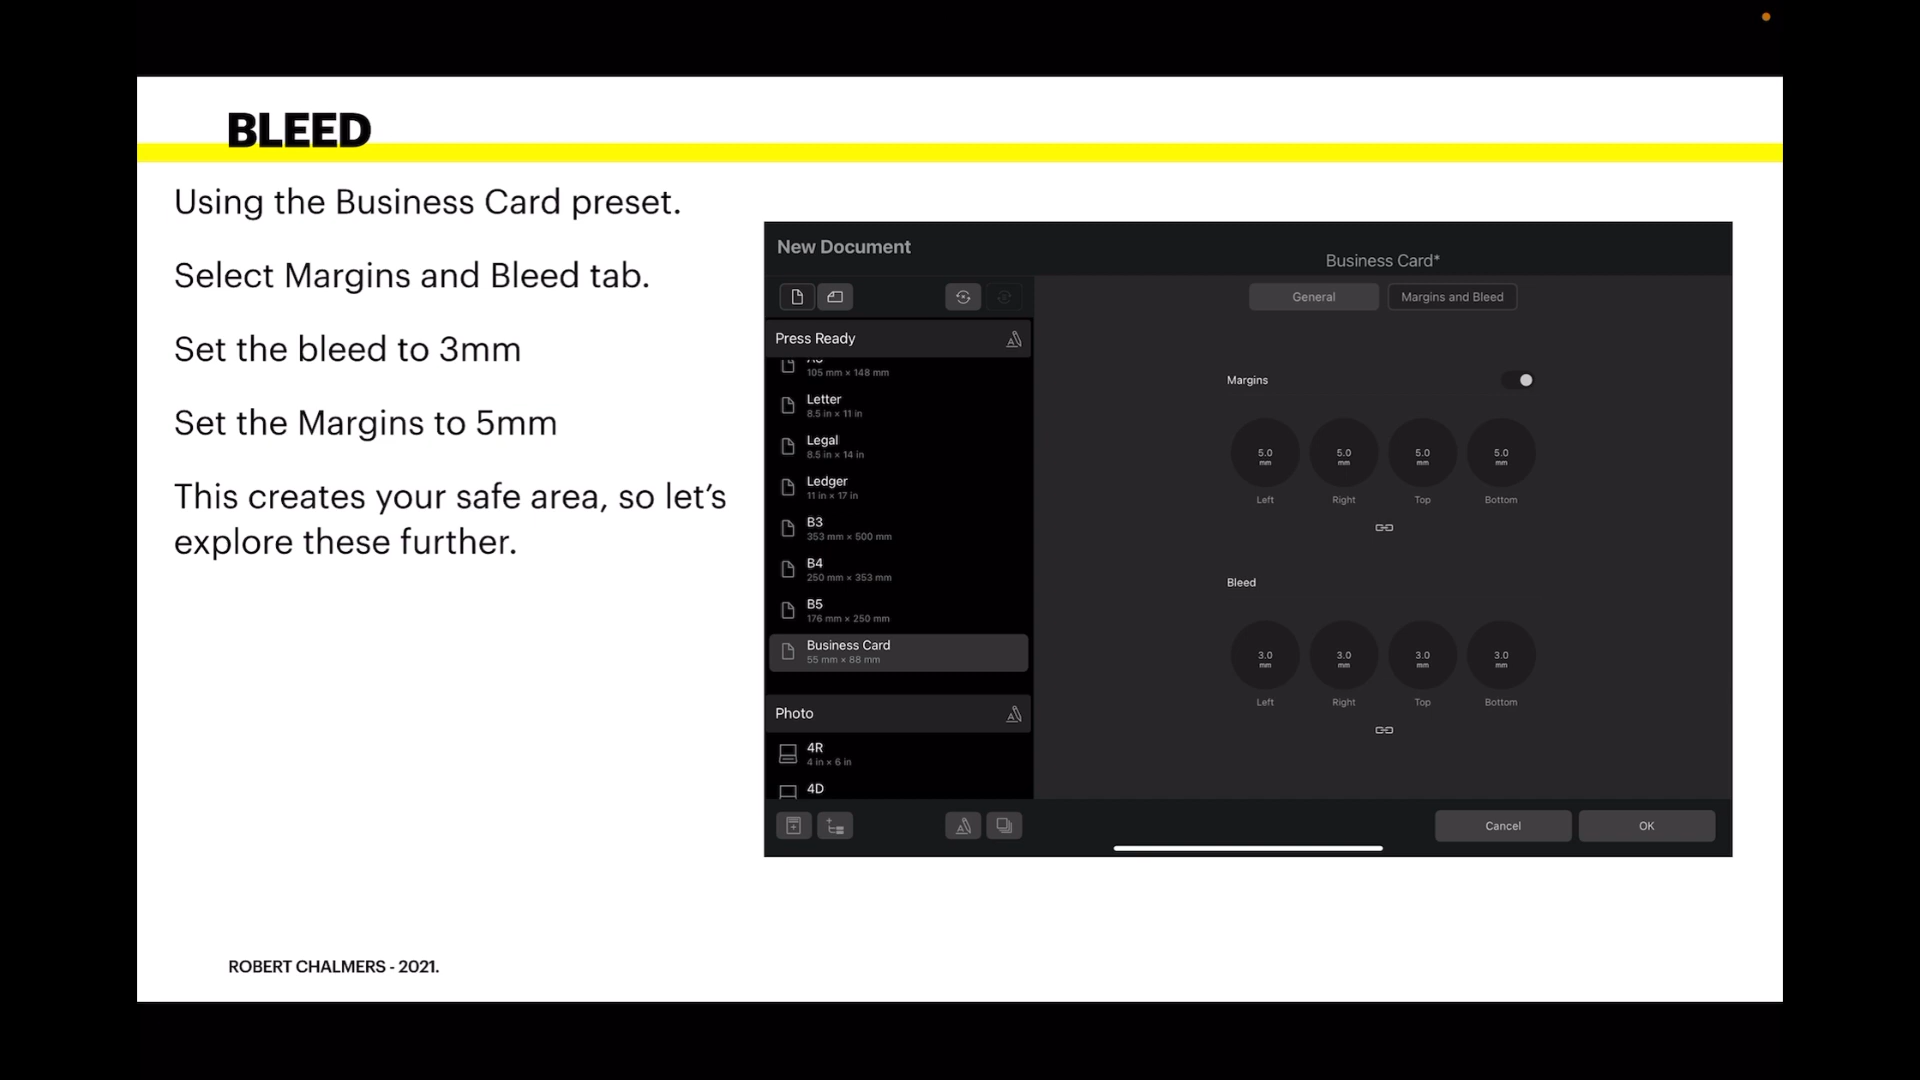 BLEED
Using the Business Card preset.
Select Margins and Bleed tab.
Set the bleed to 3mm
Set the Margins to 5mm
This creates your safe area, so let's
explore these further.
New Document
Business Card*
General
Margins and Bleed
Press Ready
105 mm × 148 mm
Letter
8.5 in × 11 in
Legal
8.5 in × 14 in
Ledger
11 in × 17 in
B3
353 mm × 500 mm
B4
250 mm × 353 mm
B5
176 mm × 250 mm
Business Card
55 mm × 88 mm
Photo
4R
4 in × 6 in
4D
Margins
5.0 mm
5.0 mm
5.0 mm
5.0 mm
Left
Right
Top
Bottom
Bleed
3.0 mm
3.0 mm
3.0 mm
3.0 mm
Left
Right
Top
Bottom
Cancel
OK
ROBERT CHALMERS - 2021.